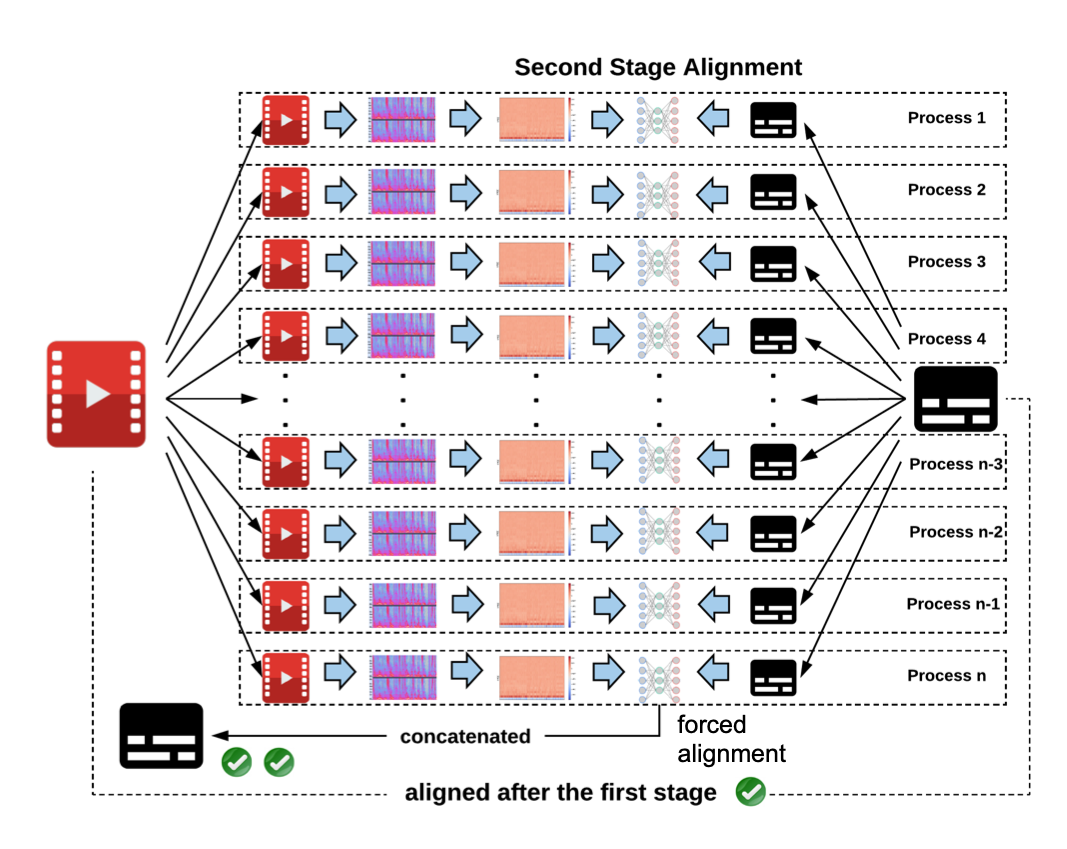 Second Stage Alignment
Process 1
Process 2
Process 3
Process 4
Process n-3
Process n-2
Process n-1
Process n
concatenated
forced
alignment
aligned after the first stage